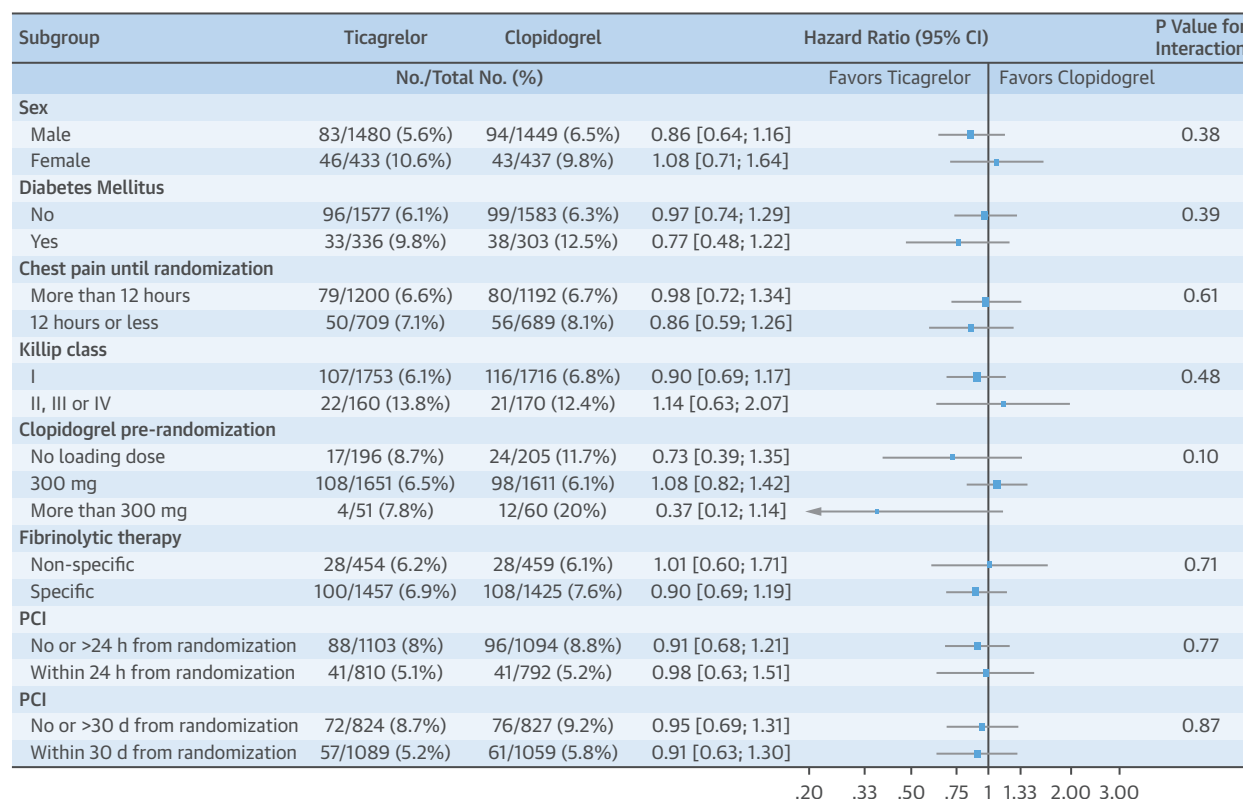 Subgroup Ticagrelor Clopidogrel Hazard Ratio (95% CI) P Value for Interaction
No./Total No. (%) Favors Ticagrelor Favors Clopidogrel
Sex
Male 83/1480 (5.6%) 94/1449 (6.5%) 0.86 [0.64; 1.16] 0.38
Female 46/433 (10.6%) 43/437 (9.8%) 1.08 [0.71; 1.64]
Diabetes Mellitus
No 96/1577 (6.1%) 99/1583 (6.3%) 0.97 [0.74; 1.29] 0.39
Yes 33/336 (9.8%) 38/303 (12.5%) 0.77 [0.48; 1.22]
Chest pain until randomization
More than 12 hours 79/1200 (6.6%) 80/1192 (6.7%) 0.98 [0.72; 1.34] 0.61
12 hours or less 50/709 (7.1%) 56/689 (8.1%) 0.86 [0.59; 1.26]
Killip class
I 107/1753 (6.1%) 116/1716 (6.8%) 0.90 [0.69; 1.17] 0.48
II, III or IV 22/160 (13.8%) 21/170 (12.4%) 1.14 [0.63; 2.07]
Clopidogrel pre-randomization
No loading dose 17/196 (8.7%) 24/205 (11.7%) 0.73 [0.39; 1.35] 0.10
300 mg 108/1651 (6.5%) 98/1611 (6.1%) 1.08 [0.82; 1.42]
More than 300 mg 4/51 (7.8%) 12/60 (20%) 0.37 [0.12; 1.14]
Fibrinolytic therapy
Non-specific 28/454 (6.2%) 28/459 (6.1%) 1.01 [0.60; 1.71] 0.71
Specific 100/1457 (6.9%) 108/1425 (7.6%) 0.90 [0.69; 1.19]
PCI
No or >24 h from randomization 88/1103 (8%) 96/1094 (8.8%) 0.91 [0.68; 1.21] 0.77
Within 24 h from randomization 41/810 (5.1%) 41/792 (5.2%) 0.98 [0.63; 1.51]
PCI
No or >30 d from randomization 72/824 (8.7%) 76/827 (9.2%) 0.95 [0.69; 1.31] 0.87
Within 30 d from randomization 57/1089 (5.2%) 61/1059 (5.8%) 0.91 [0.63; 1.30]
.20 .33 .50 .75 1 1.33 2.00 3.00